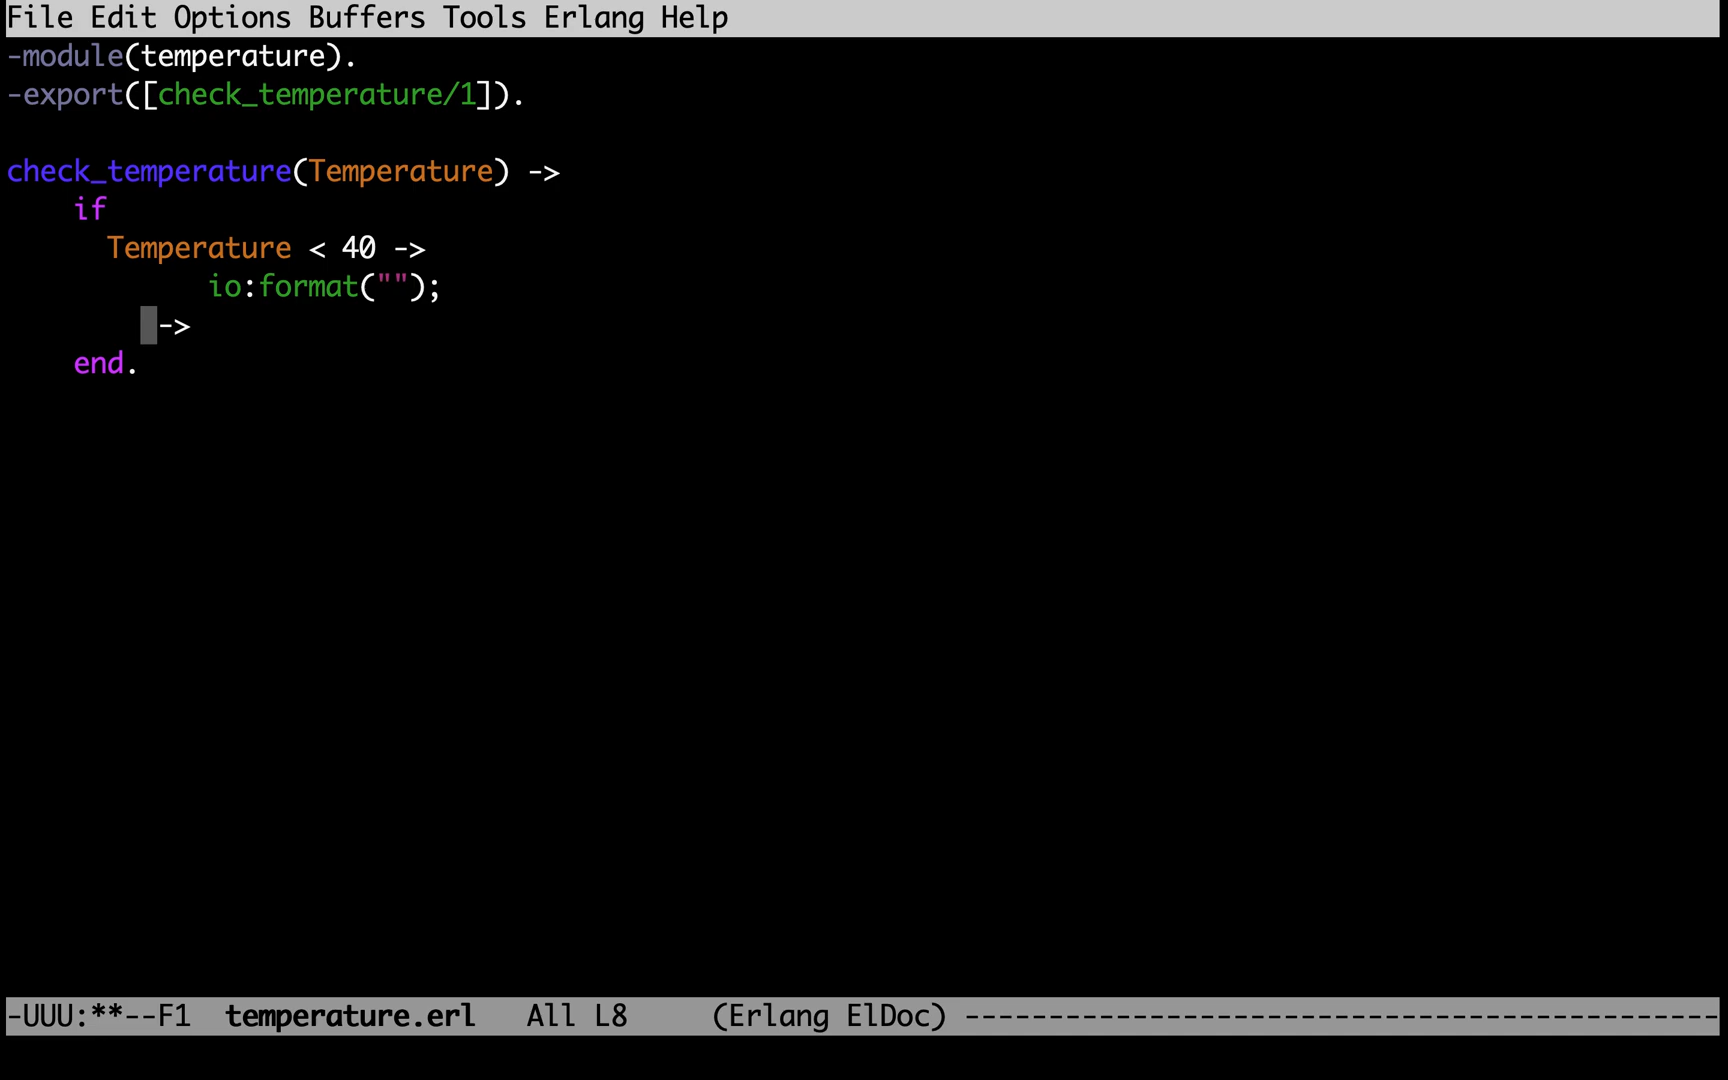 File Edit Options Buffers Tools Erlang Help
-module(temperature).
-export([check_temperature/1]).
check_temperature(Temperature) ->
    if
      Temperature < 40 ->
            io:format("");
        ->
    end.
-UUU:**--F1  temperature.erl   All L8     (Erlang ElDoc) ---------------------------------------------